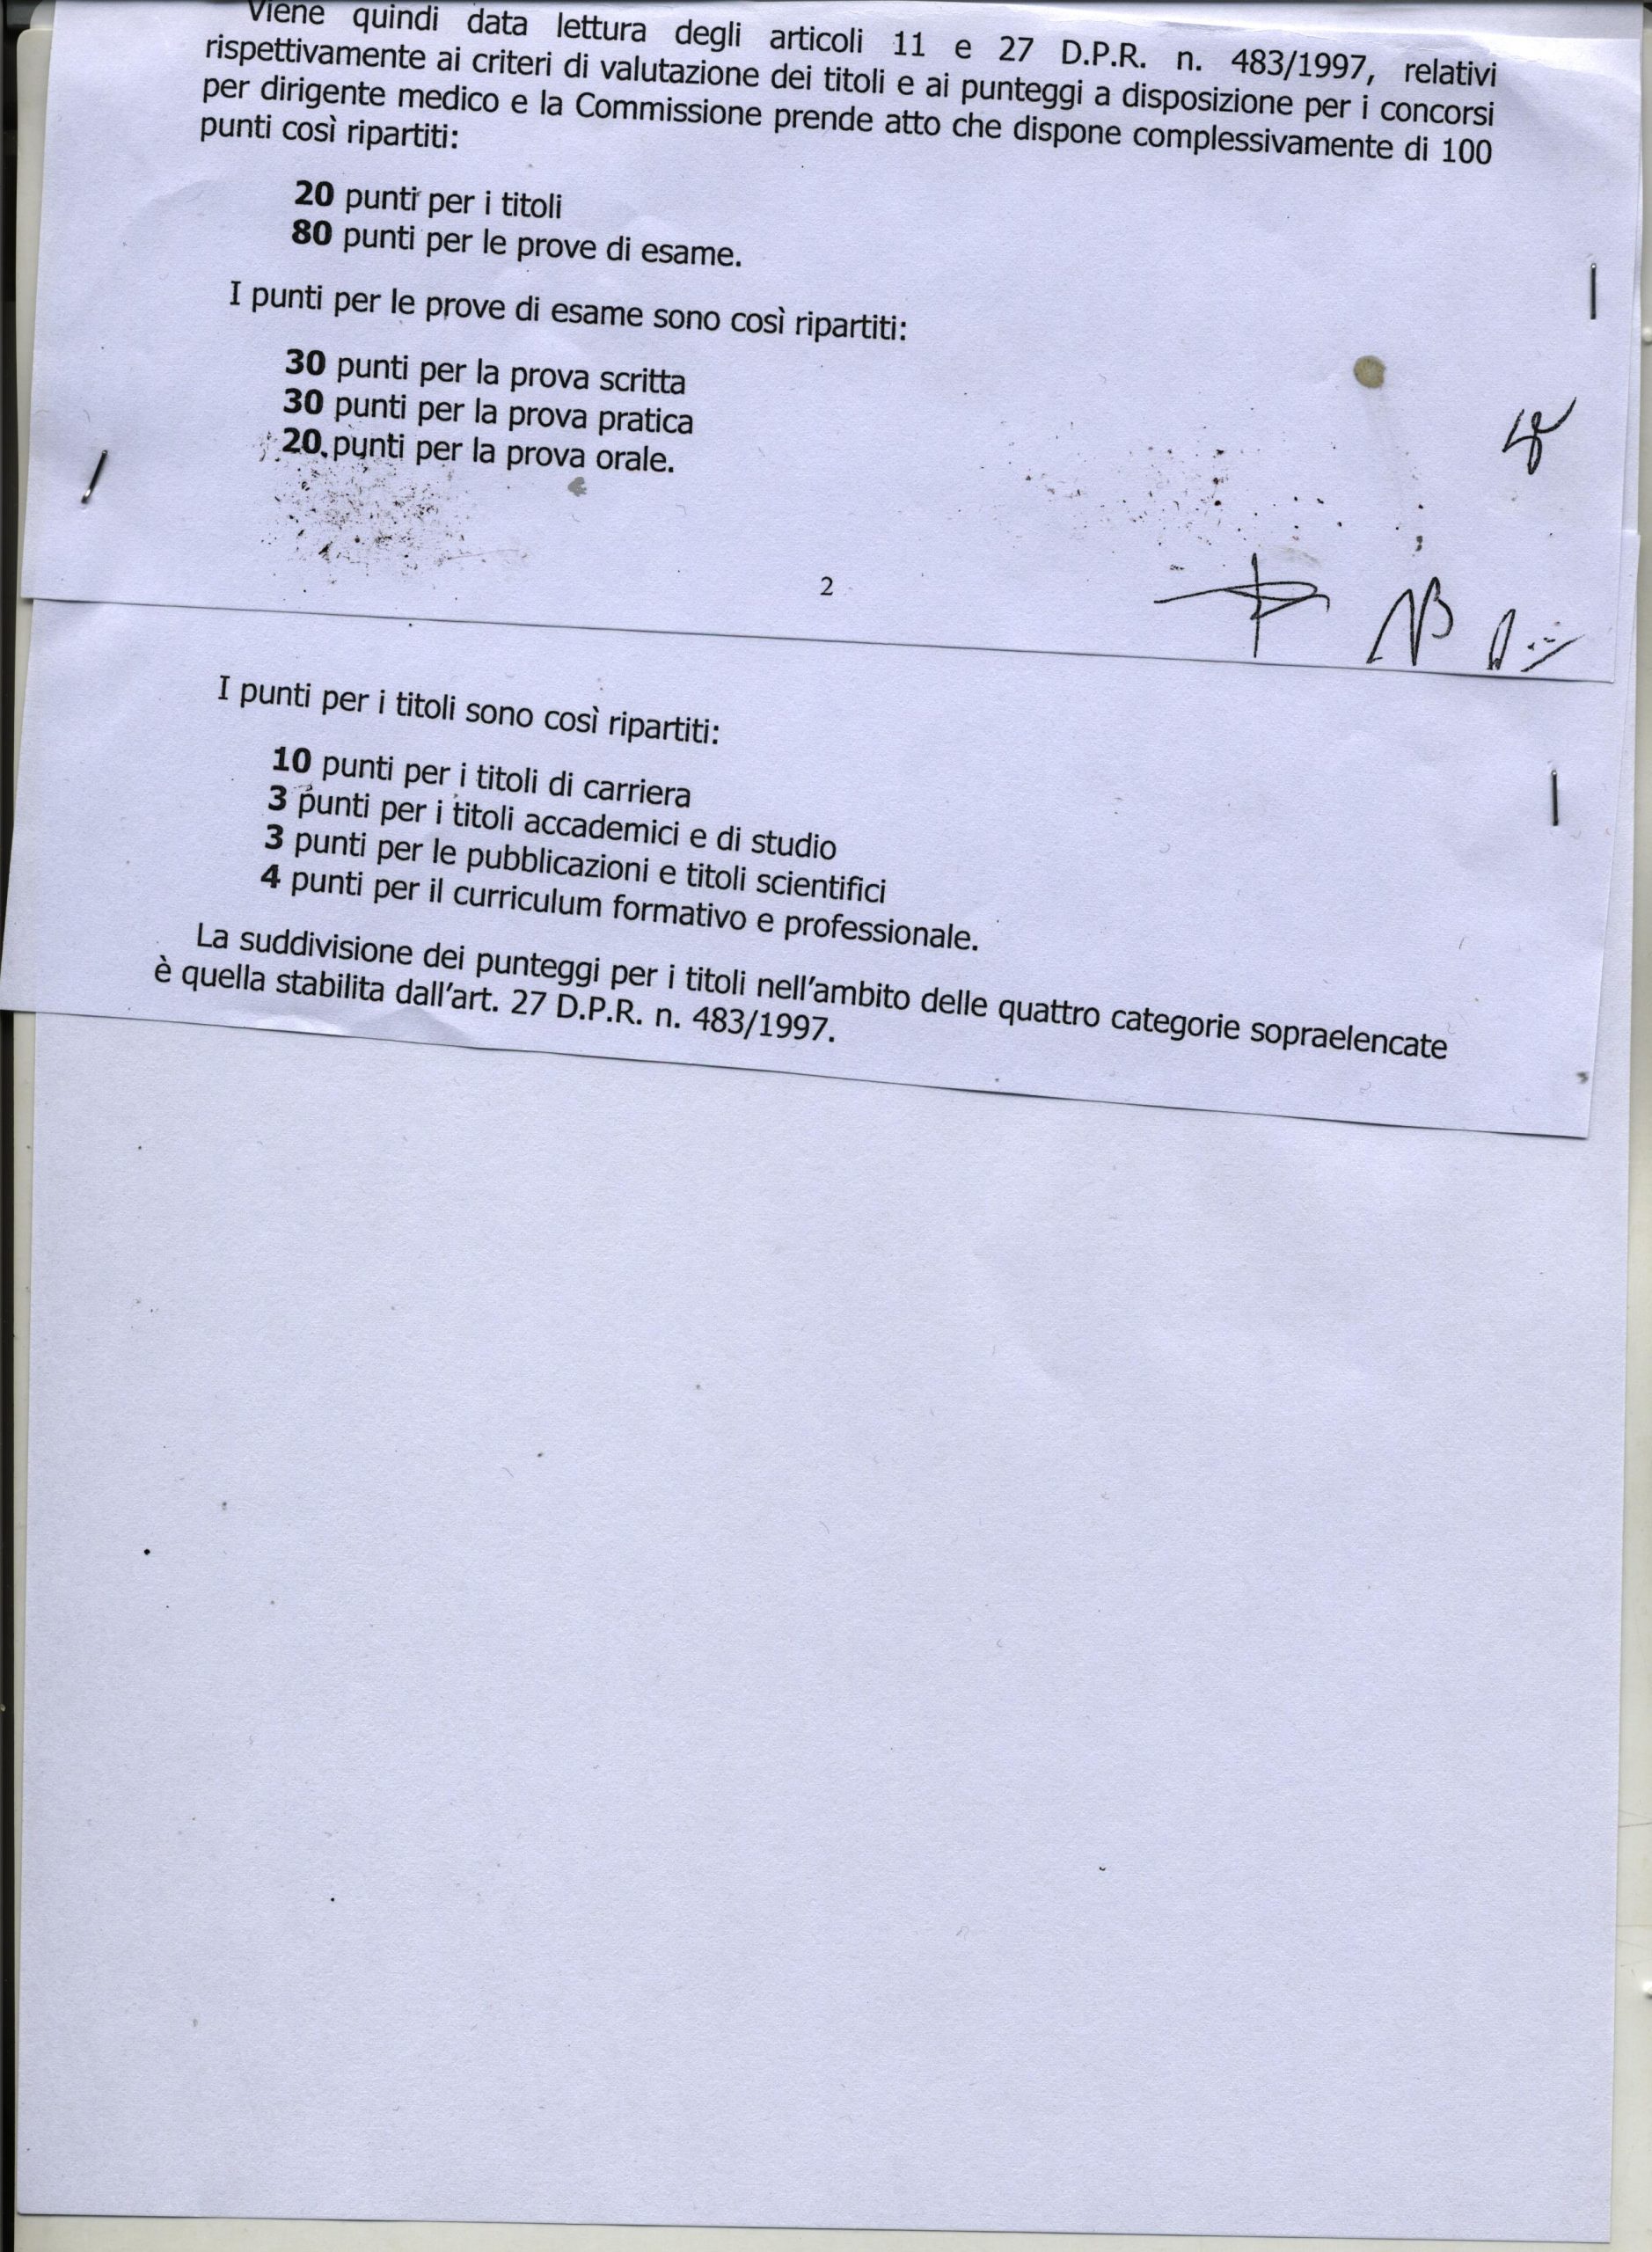 Viene quindi data lettura degli articoli 11 e 27 D.P.R. n. 483/1997, relativi
rispettivamente ai criteri di valutazione dei titoli e ai punteggi a disposizione per i concorsi
per dirigente medico e la Commissione prende atto che dispone complessivamente di 100
punti così ripartiti:
20 punti per i titoli
80 punti per le prove di esame.
I punti per le prove di esame sono così ripartiti:
30 punti per la prova scritta
30 punti per la prova pratica
20 punti per la prova orale.
2
I punti per i titoli sono così ripartiti:
10 punti per i titoli di carriera
3 punti per i titoli accademici e di studio
3 punti per le pubblicazioni e titoli scientifici
4 punti per il curriculum formativo e professionale.
La suddivisione dei punteggi per i titoli nell'ambito delle quattro categorie sopraelencate
è quella stabilita dall'art. 27 D.P.R. n. 483/1997.